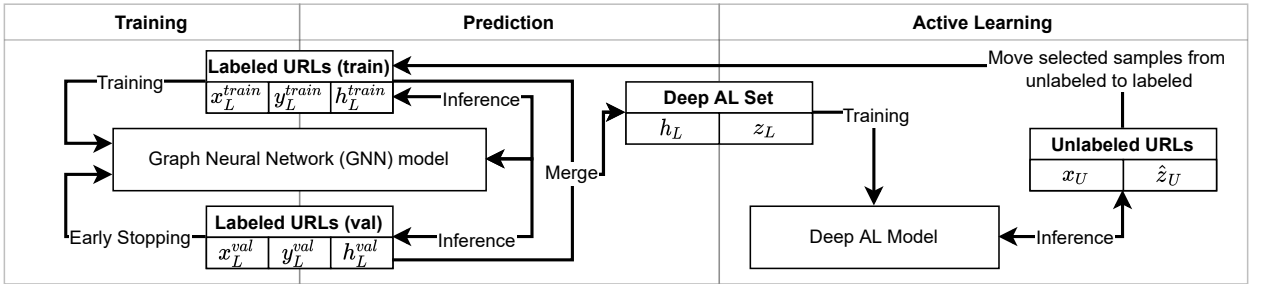 Training
Prediction
Active Learning
Labeled URLs (train)
x_L^{train} y_L^{train} h_L^{train}
Training
Inference
Graph Neural Network (GNN) model
Labeled URLs (val)
x_L^{val} y_L^{val} h_L^{val}
Early Stopping
Inference
Merge
Deep AL Set
h_L z_L
Training
Deep AL Model
Inference
Move selected samples from
unlabeled to labeled
Unlabeled URLs
x_U ẑ_U